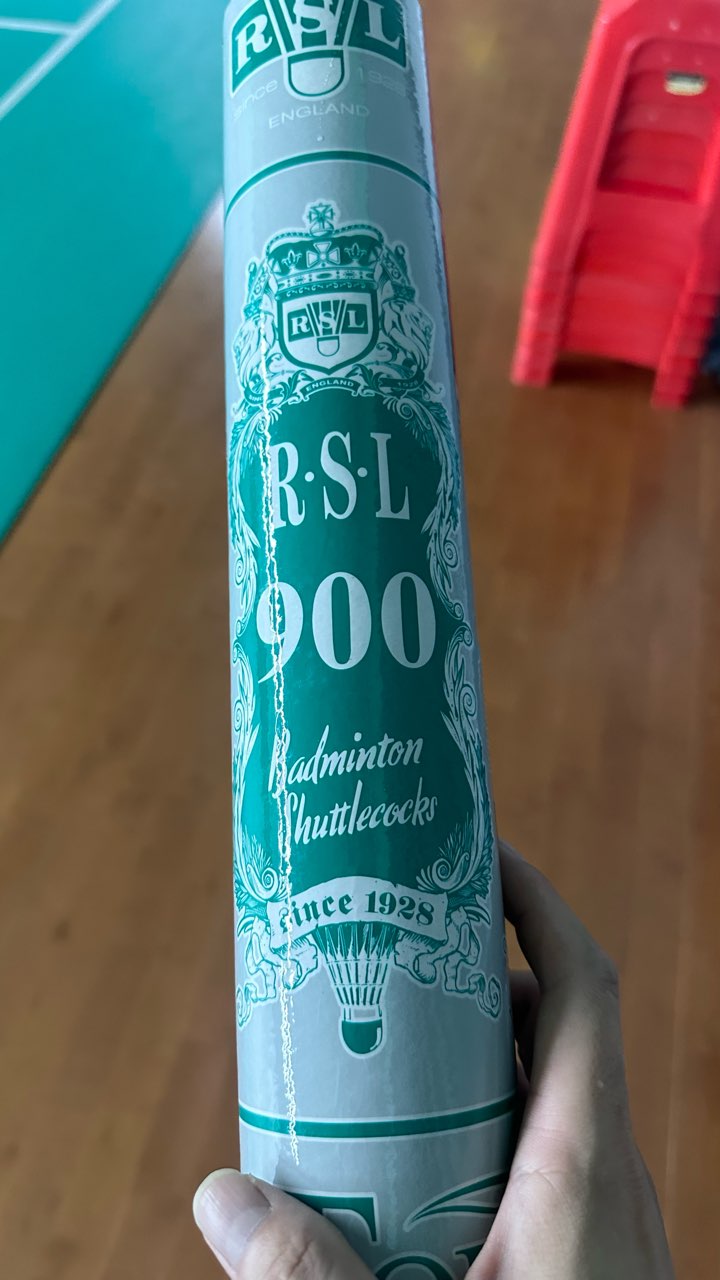 RSL
since 1928
ENGLAND
RSL
ENGLAND
R·S·L
900
Badminton
Shuttlecocks
Since 1928